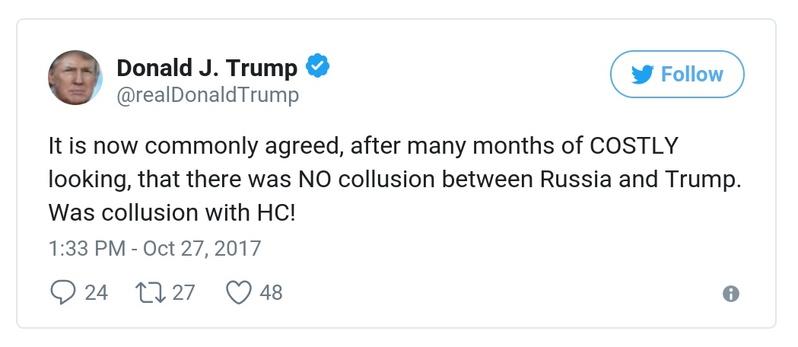 Donald J. Trump
@realDonaldTrump
Follow
It is now commonly agreed, after many months of COSTLY
looking, that there was NO collusion between Russia and Trump.
Was collusion with HC!
1:33 PM - Oct 27, 2017
24 27 48